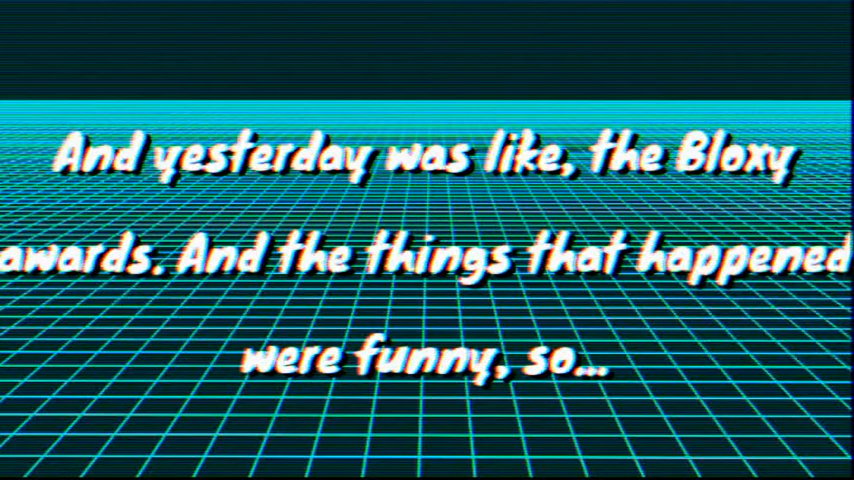 And yesterday was like, the Bloxy
awards. And the things that happened
were funny, so...